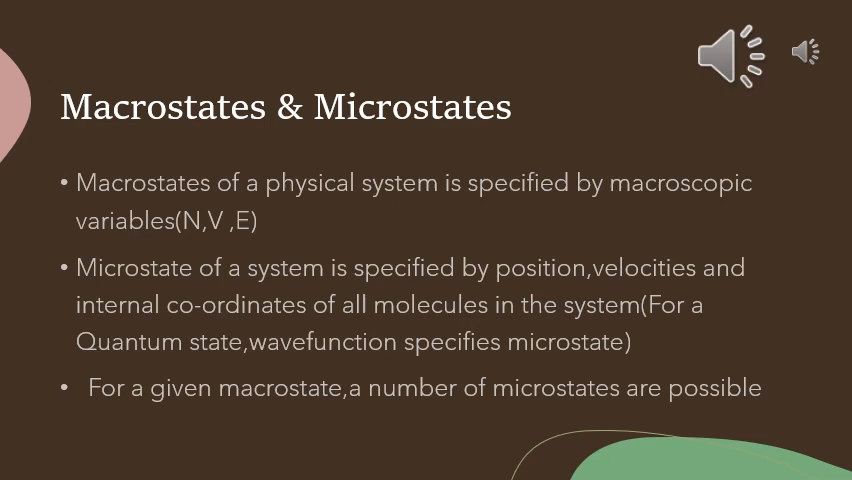 Macrostates & Microstates
• Macrostates of a physical system is specified by macroscopic
variables(N,V ,E)
• Microstate of a system is specified by position,velocities and
internal co-ordinates of all molecules in the system(For a
Quantum state,wavefunction specifies microstate)
• For a given macrostate,a number of microstates are possible